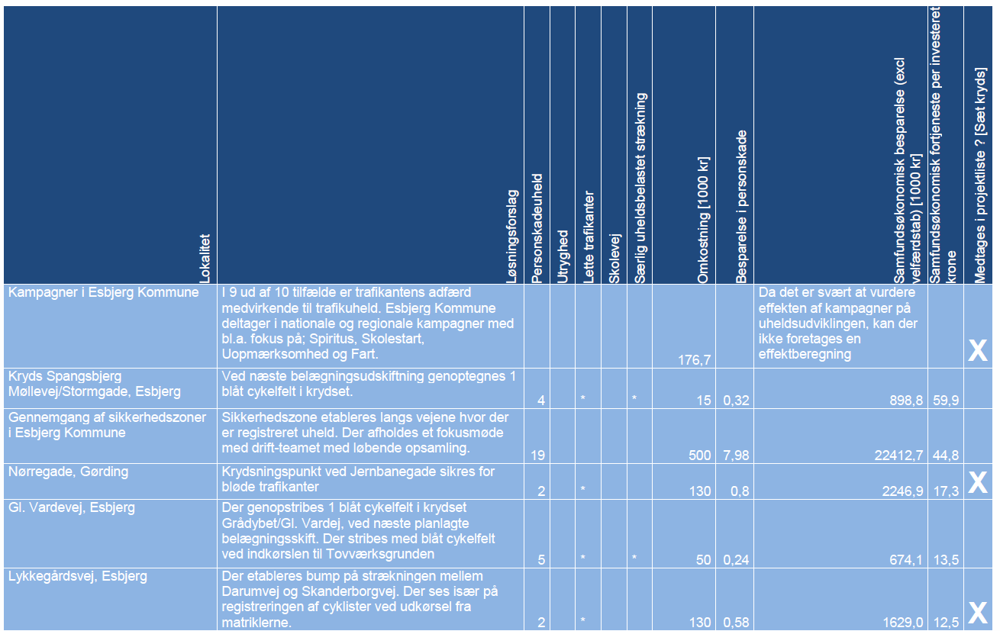 Lokalitet
Løsningsforslag
Personskadeuheld
Utryghed
Lette trafikanter
Skolevej
Særlig uheldsbelastet strækning
Omkostning [1000 kr]
Besparelse i personskade
Samfundsøkonomisk besparelse (excl
velfærdstab) [1000 kr]
Samfundsøkonomisk fortjeneste per investeret
krone
Medtages i projektliste ? [Sæt kryds]
Kampagner i Esbjerg Kommune
I 9 ud af 10 tilfælde er trafikantens adfærd
medvirkende til trafikuheld. Esbjerg Kommune
deltager i nationale og regionale kampagner med
bl.a. fokus på; Spiritus, Skolestart,
Uopmærksomhed og Fart.
176,7
Da det er svært at vurdere
effekten af kampagner på
uheldsudviklingen, kan der
ikke foretages en
effektberegning
X
Kryds Spangsbjerg
Møllevej/Stormgade, Esbjerg
Ved næste belægningsudskiftning genoptegnes 1
blåt cykelfelt i krydset.
4 * * 15 0,32 898,8 59,9
Gennemgang af sikkerhedszoner
i Esbjerg Kommune
Sikkerhedszone etableres langs vejene hvor der
er registreret uheld. Der afholdes et fokusmøde
med drift-teamet med løbende opsamling.
19 500 7,98 22412,7 44,8
Nørregade, Gørding
Krydsningspunkt ved Jernbanegade sikres for
bløde trafikanter
2 * 130 0,8 2246,9 17,3 X
Gl. Vardevej, Esbjerg
Der genopstribes 1 blåt cykelfelt i krydset
Grådybet/Gl. Vardej, ved næste planlagte
belægningsskift. Der stribes med blåt cykelfelt
ved indkørslen til Tovværksgrunden
5 * * 50 0,24 674,1 13,5
Lykkegårdsvej, Esbjerg
Der etableres bump på strækningen mellem
Darumvej og Skanderborgvej. Der ses især på
registreringen af cyklister ved udkørsel fra
matriklerne.
2 * 130 0,58 1629,0 12,5 X